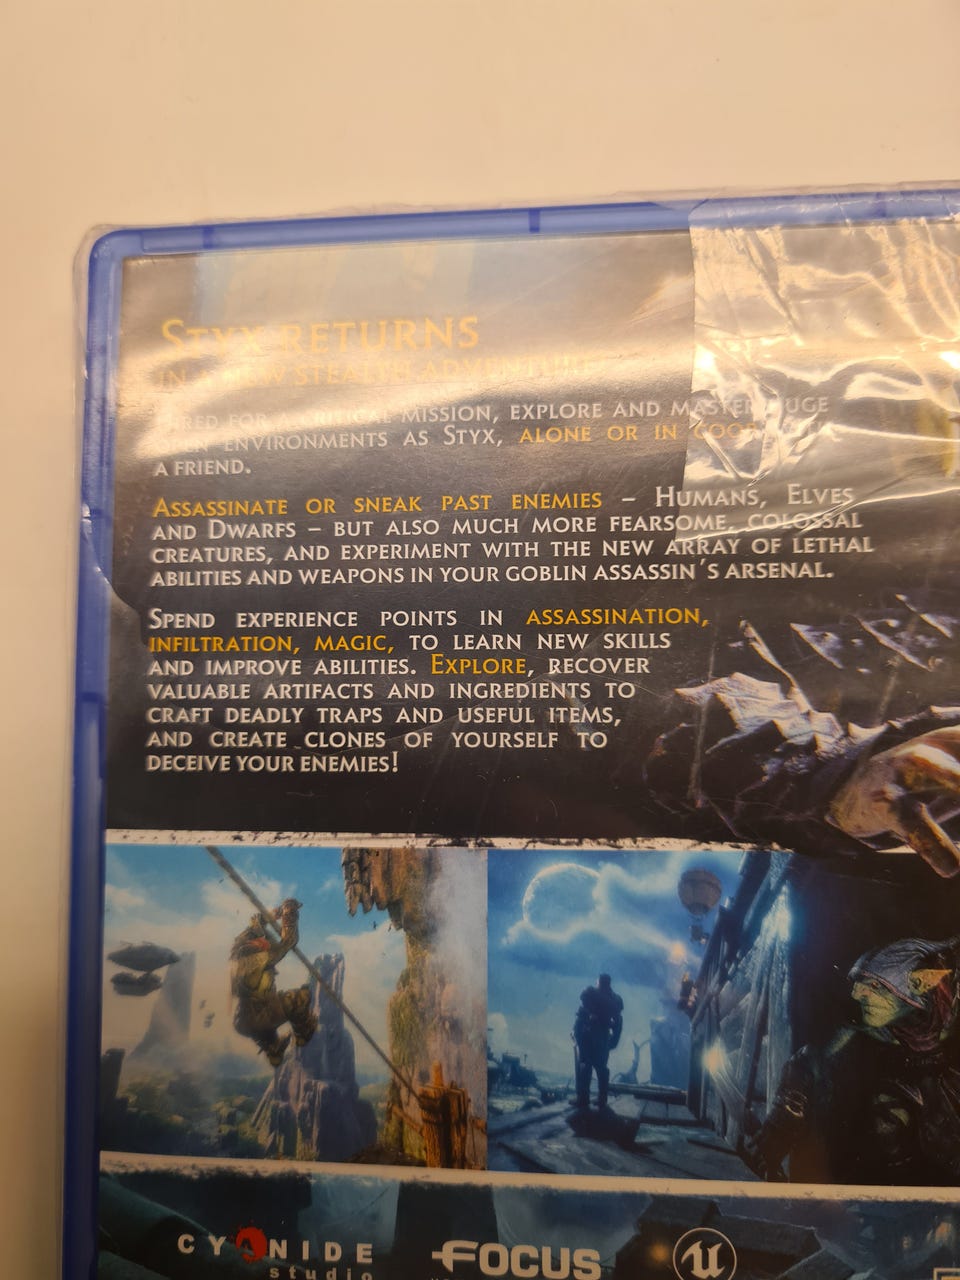 Styx returns
in a new stealth adventure
Hired for a critical mission, explore and master huge
open environments as Styx, alone or in coop
a friend.
Assassinate or sneak past enemies – Humans, Elves
and Dwarfs – but also much more fearsome, colossal
creatures, and experiment with the new array of lethal
abilities and weapons in your goblin assassin's arsenal.
Spend experience points in assassination,
infiltration, magic, to learn new skills
and improve abilities. Explore, recover
valuable artifacts and ingredients to
craft deadly traps and useful items,
and create clones of yourself to
deceive your enemies!
CYANIDE
studio
FOCUS